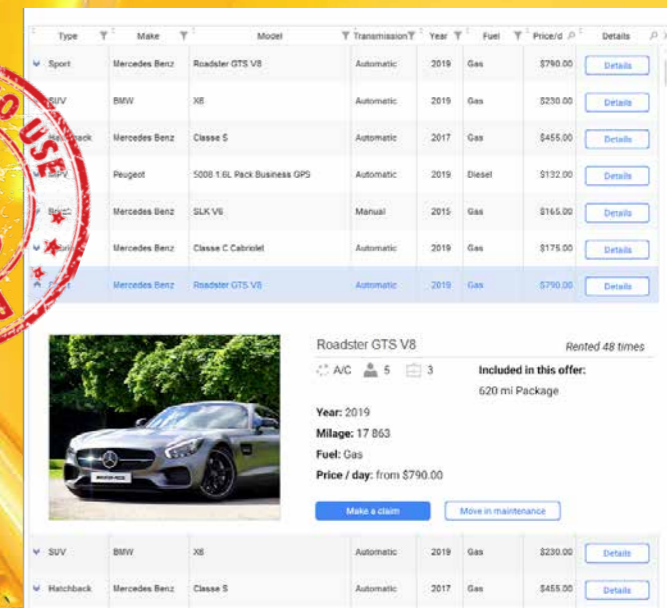 Type Make Model Transmission Year Fuel Price/d Details
Sport Mercedes Benz Roadster GTS V8 Automatic 2019 Gas $790.00 Details
SUV BMW X6 Automatic 2019 Gas $230.00 Details
Mercedes Benz Classe S Automatic 2017 Gas $455.00 Details
Peugeot 5008 1.6L Pack Business GPS Automatic 2019 Diesel $132.00 Details
Mercedes Benz SLK V6 Manual 2015 Gas $165.00 Details
Mercedes Benz Classe C Cabriolet Automatic 2019 Gas $175.00 Details
Mercedes Benz Roadster GTS V8 Automatic 2019 Gas $790.00 Details
Roadster GTS V8 Rented 48 times
A/C 5 3 Included in this offer:
620 mi Package
Year: 2019
Milage: 17 863
Fuel: Gas
Price / day: from $790.00
Make a claim Move in maintenance
SUV BMW X6 Automatic 2019 Gas $230.00 Details
Hatchback Mercedes Benz Classe S Automatic 2017 Gas $455.00 Details
USE